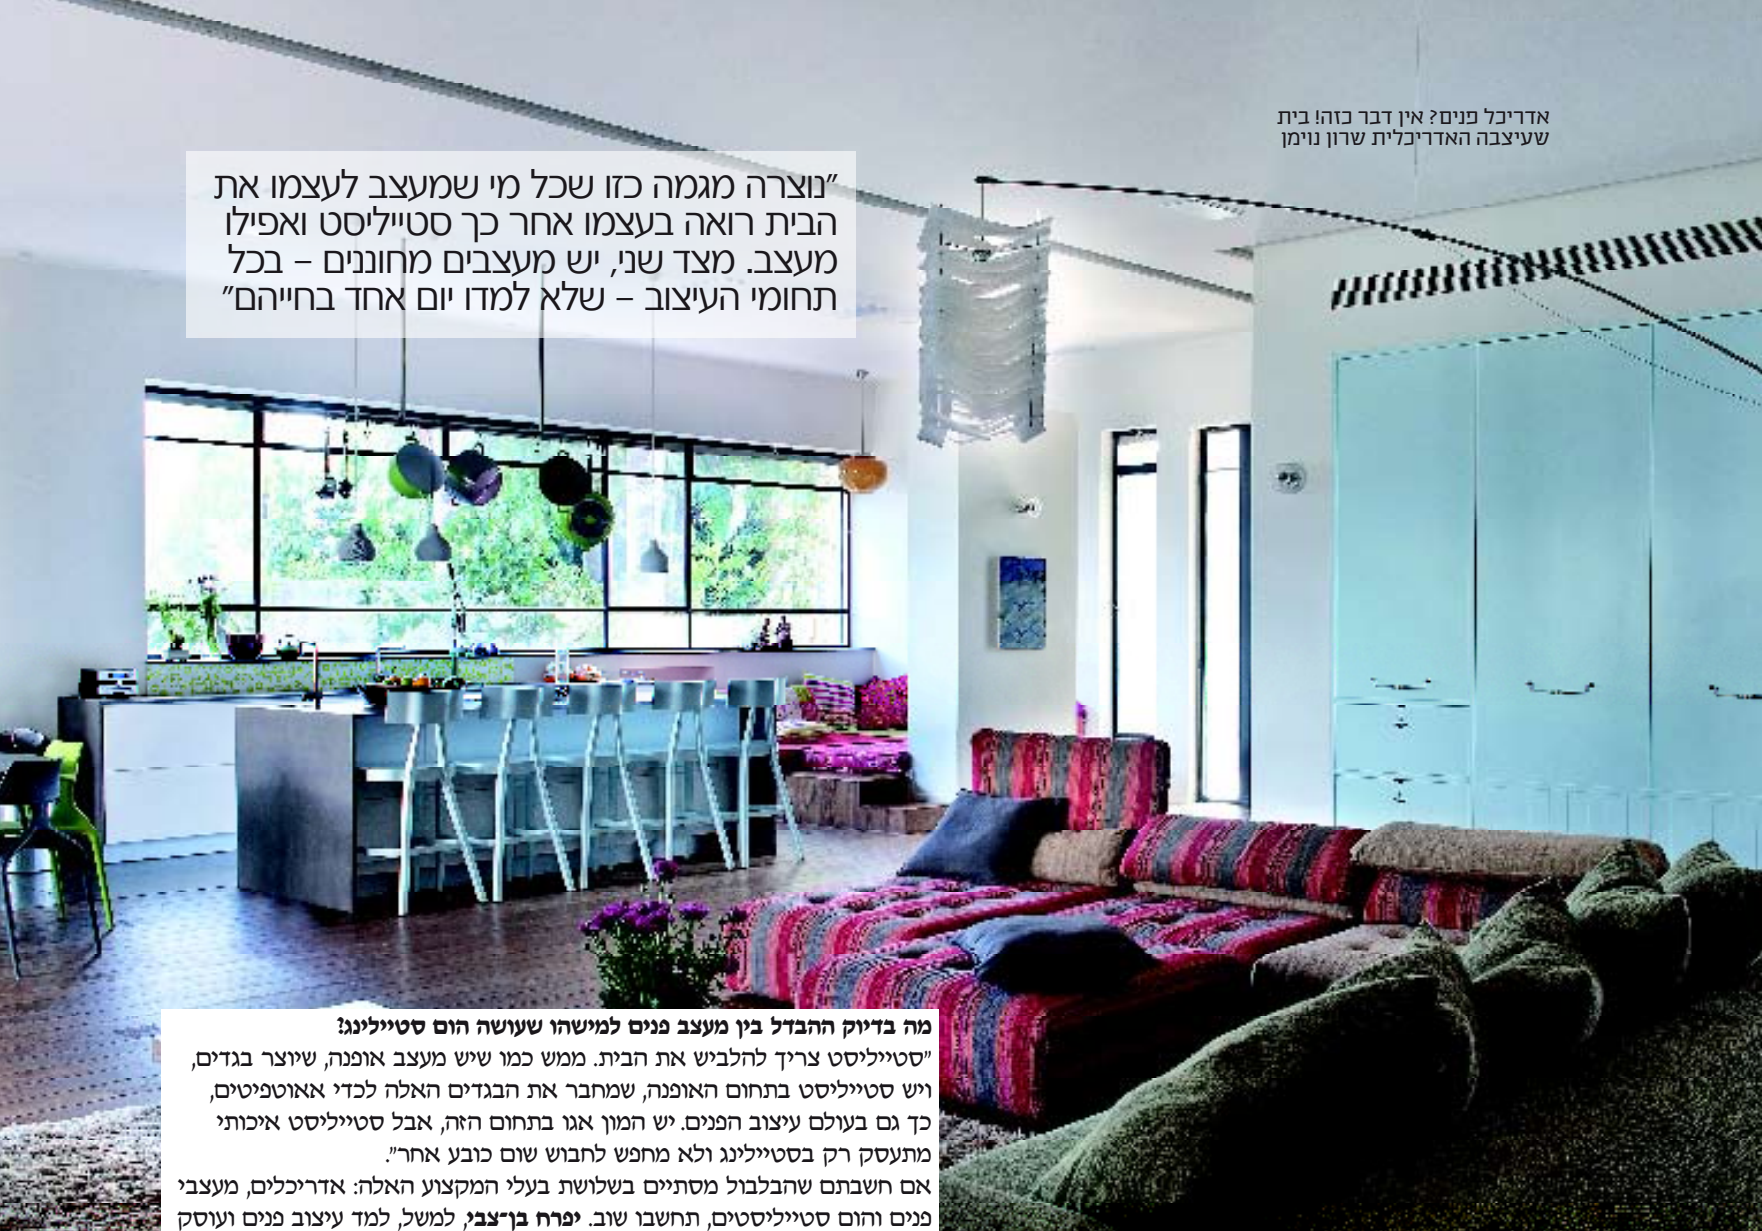 אדריכל פנים? אין דבר כזה! בית
שעיצבה האדריכלית שרון נוימן
"נוצרה מגמה כזו שכל מי שמעצב לעצמו את
הבית רואה בעצמו אחר כך סטייליסט ואפילו
מעצב. מצד שני, יש מעצבים מחוננים – בכל
תחומי העיצוב – שלא למדו יום אחד בחייהם"
מה בדיוק ההבדל בין מעצב פנים למישהו שעושה הום סטיילינג?
"סטייליסט צריך להלביש את הבית. ממש כמו שיש מעצב אופנה, שיוצר בגדים,
ויש סטייליסט בתחום האופנה, שמחבר את הבגדים האלה לכדי אאוטפיטים,
כך גם בעולם עיצוב הפנים. יש המון אגו בתחום הזה, אבל סטייליסט איכותי
מתעסק רק בסטיילינג ולא מחפש לחבוש שום כובע אחר".
אם חשבתם שהבלבול מסתיים בשלושת בעלי המקצוע האלה: אדריכלים, מעצבי
פנים והום סטייליסטים, תחשבו שוב. יפרח בן־צבי, למשל, למד עיצוב פנים ועוסק